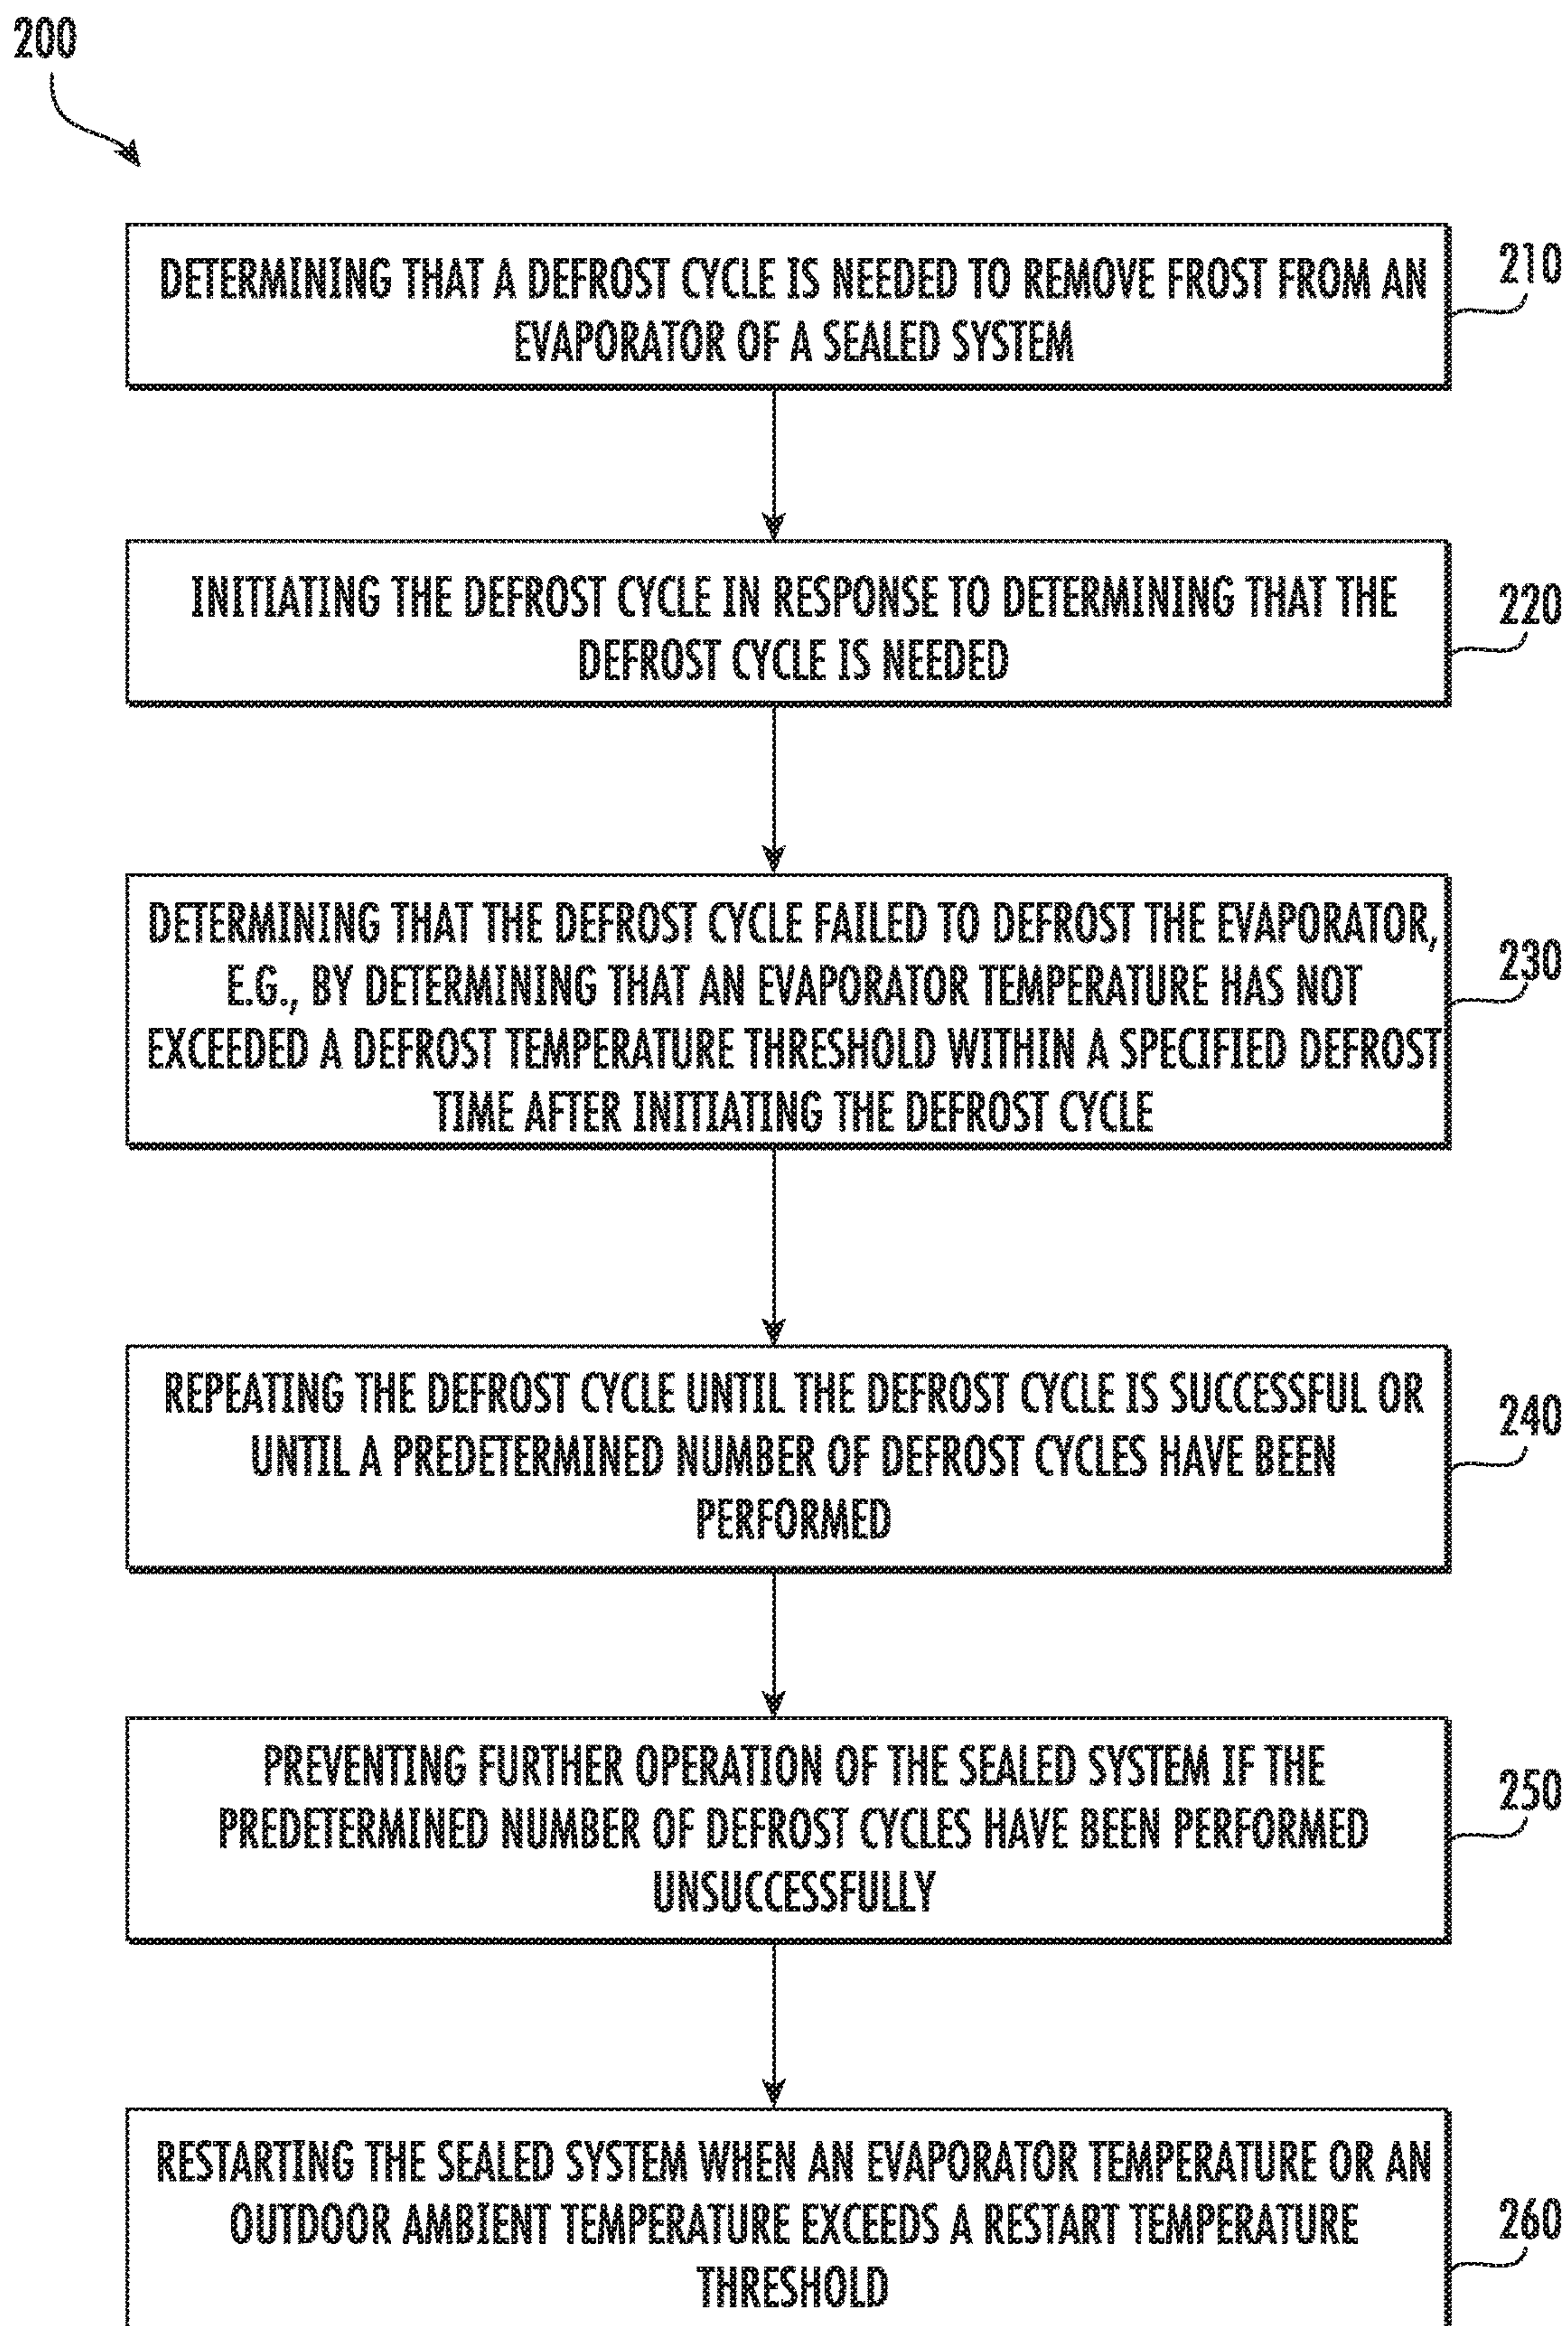 200
DETERMINING THAT A DEFROST CYCLE IS NEEDED TO REMOVE FROST FROM AN
EVAPORATOR OF A SEALED SYSTEM
210
INITIATING THE DEFROST CYCLE IN RESPONSE TO DETERMINING THAT THE
DEFROST CYCLE IS NEEDED
220
DETERMINING THAT THE DEFROST CYCLE FAILED TO DEFROST THE EVAPORATOR,
E.G., BY DETERMINING THAT AN EVAPORATOR TEMPERATURE HAS NOT
EXCEEDED A DEFROST TEMPERATURE THRESHOLD WITHIN A SPECIFIED DEFROST
TIME AFTER INITIATING THE DEFROST CYCLE
230
REPEATING THE DEFROST CYCLE UNTIL THE DEFROST CYCLE IS SUCCESSFUL OR
UNTIL A PREDETERMINED NUMBER OF DEFROST CYCLES HAVE BEEN
PERFORMED
240
PREVENTING FURTHER OPERATION OF THE SEALED SYSTEM IF THE
PREDETERMINED NUMBER OF DEFROST CYCLES HAVE BEEN PERFORMED
UNSUCCESSFULLY
250
RESTARTING THE SEALED SYSTEM WHEN AN EVAPORATOR TEMPERATURE OR AN
OUTDOOR AMBIENT TEMPERATURE EXCEEDS A RESTART TEMPERATURE
THRESHOLD
260